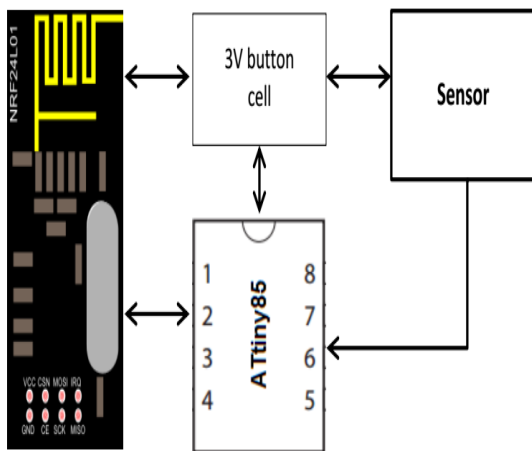 NRF24L01
3V button
cell
Sensor
ATtiny85
1 8
2 7
3 6
4 5
VCC CSN MOSI IRQ
GND CE SCK MISO